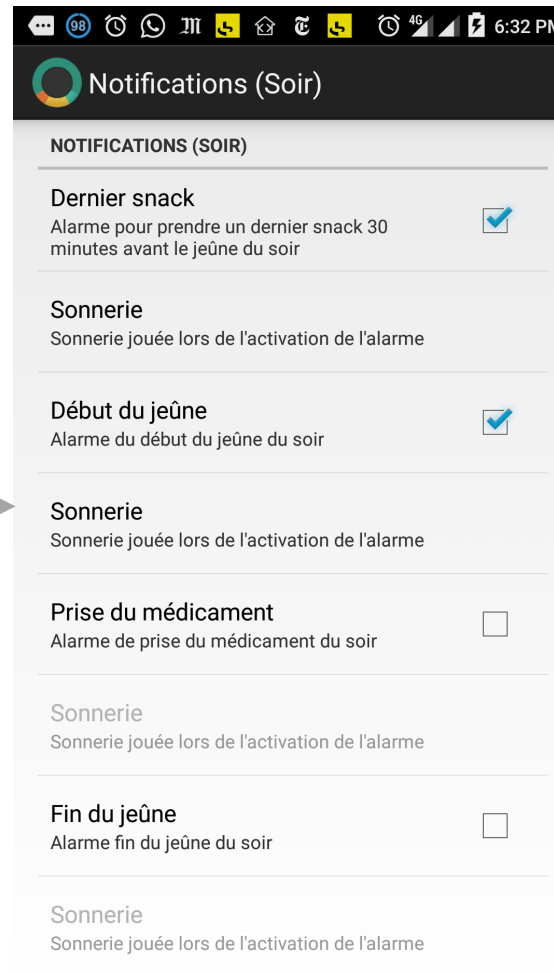 98 4G 6:32 PM
Notifications (Soir)
NOTIFICATIONS (SOIR)
Dernier snack
Alarme pour prendre un dernier snack 30
minutes avant le jeûne du soir
Sonnerie
Sonnerie jouée lors de l'activation de l'alarme
Début du jeûne
Alarme du début du jeûne du soir
Sonnerie
Sonnerie jouée lors de l'activation de l'alarme
Prise du médicament
Alarme de prise du médicament du soir
Sonnerie
Sonnerie jouée lors de l'activation de l'alarme
Fin du jeûne
Alarme fin du jeûne du soir
Sonnerie
Sonnerie jouée lors de l'activation de l'alarme